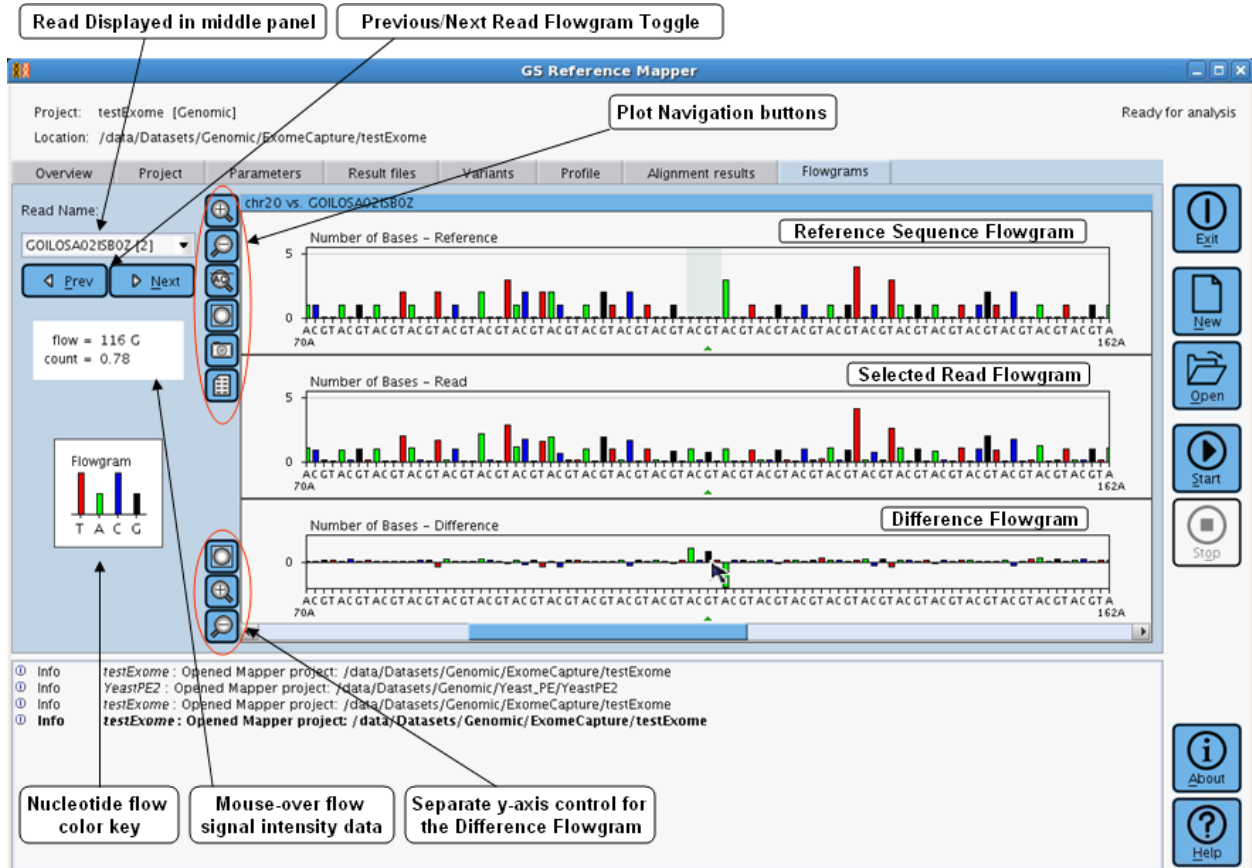 Read Displayed in middle panel
Previous/Next Read Flowgram Toggle
GS Reference Mapper
Project: testExome [Genomic]
Location: /data/Datasets/Genomic/ExomeCapture/testExome
Plot Navigation buttons
Ready for analysis
Overview Project Parameters Result files Variants Profile Alignment results Flowgrams
Read Name:
GOILOSA02ISB0Z [2]
Prev Next
flow = 116 G
count = 0.78
Flowgram
T A C G
chr20 vs. GOILOSA02ISB0Z
Number of Bases - Reference
Reference Sequence Flowgram
5
0
ACGTACGTACGTACGTACGTACGTACGTACGTACGTACGTACGTACGTACGTACGTACGTACGTACGTACGTACGTACGTACGTACGTACGTA
70A 162A
Number of Bases - Read
Selected Read Flowgram
5
0
ACGTACGTACGTACGTACGTACGTACGTACGTACGTACGTACGTACGTACGTACGTACGTACGTACGTACGTACGTACGTACGTACGTACGTA
70A 162A
Number of Bases - Difference
Difference Flowgram
0
ACGTACGTACGTACGTACGTACGTACGTACGTACGTACGTACGTACGTACGTACGTACGTACGTACGTACGTACGTACGTACGTACGTACGTA
70A 162A
Exit
New
Open
Start
Stop
About
Help
Info testExome : Opened Mapper project: /data/Datasets/Genomic/ExomeCapture/testExome
Info YeastPE2 : Opened Mapper project: /data/Datasets/Genomic/Yeast_PE/YeastPE2
Info testExome : Opened Mapper project: /data/Datasets/Genomic/ExomeCapture/testExome
Info testExome : Opened Mapper project: /data/Datasets/Genomic/ExomeCapture/testExome
Nucleotide flow
color key
Mouse-over flow
signal intensity data
Separate y-axis control for
the Difference Flowgram